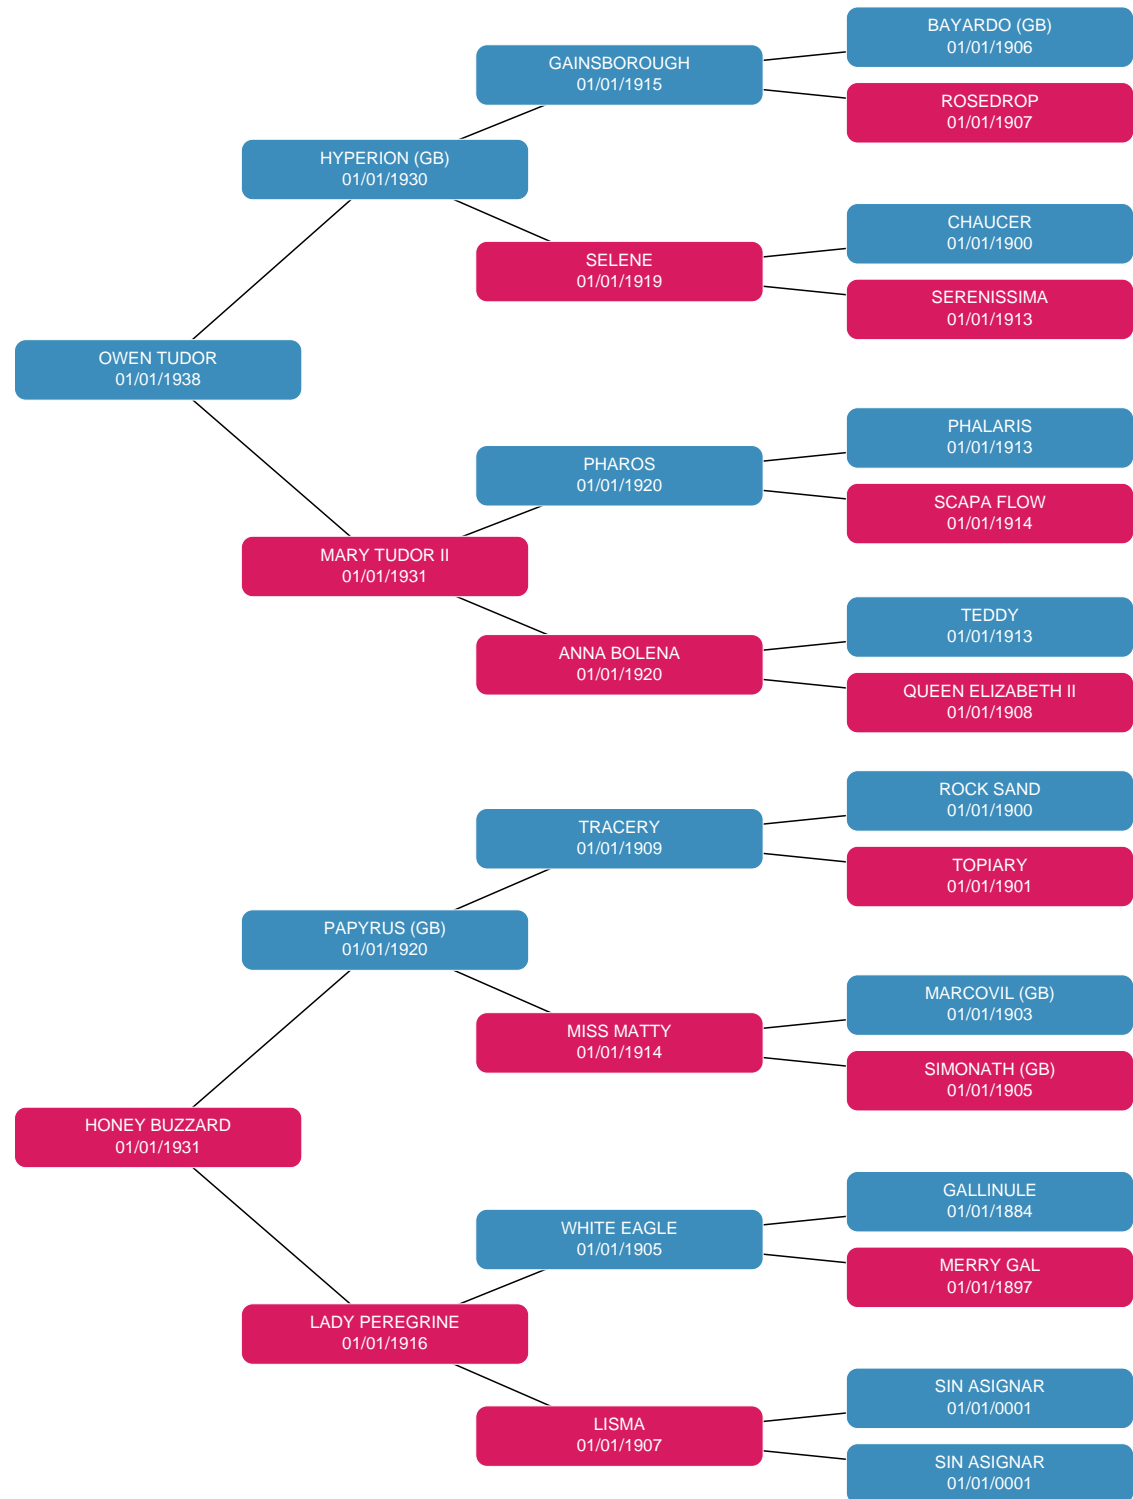 BAYARDO (GB)
01/01/1906
GAINSBOROUGH
01/01/1915
ROSEDROP
01/01/1907
HYPERION (GB)
01/01/1930
CHAUCER
01/01/1900
SELENE
01/01/1919
SERENISSIMA
01/01/1913
OWEN TUDOR
01/01/1938
PHALARIS
01/01/1913
PHAROS
01/01/1920
SCAPA FLOW
01/01/1914
MARY TUDOR II
01/01/1931
TEDDY
01/01/1913
ANNA BOLENA
01/01/1920
QUEEN ELIZABETH II
01/01/1908
ROCK SAND
01/01/1900
TRACERY
01/01/1909
TOPIARY
01/01/1901
PAPYRUS (GB)
01/01/1920
MARCOVIL (GB)
01/01/1903
MISS MATTY
01/01/1914
SIMONATH (GB)
01/01/1905
HONEY BUZZARD
01/01/1931
GALLINULE
01/01/1884
WHITE EAGLE
01/01/1905
MERRY GAL
01/01/1897
LADY PEREGRINE
01/01/1916
SIN ASIGNAR
01/01/0001
LISMA
01/01/1907
SIN ASIGNAR
01/01/0001